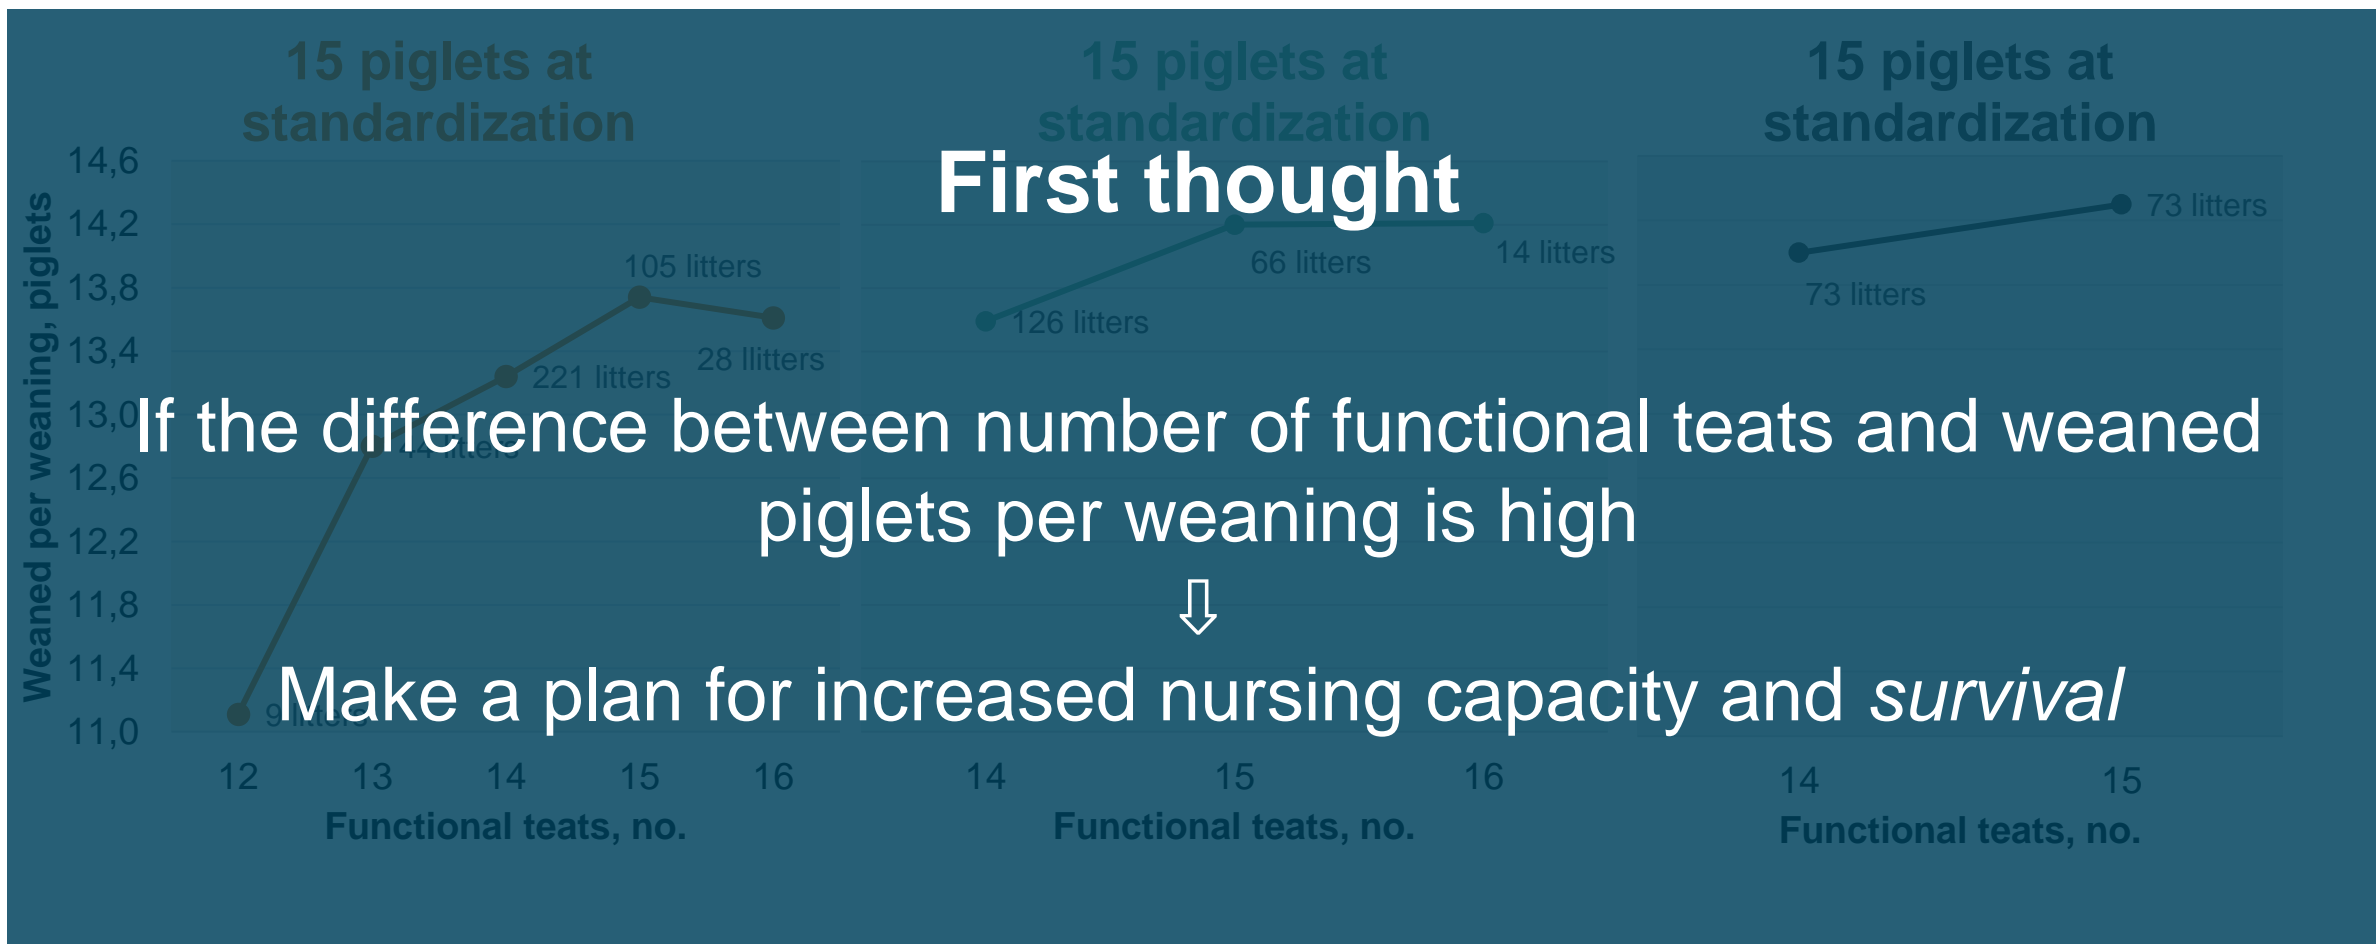 15 piglets at
standardization
15 piglets at
standardization
15 piglets at
standardization
First thought
If the difference between number of functional teats and weaned
piglets per weaning is high
⇩
Make a plan for increased nursing capacity and survival
Weaned per weaning, piglets
14,6
14,2
13,8
13,4
13,0
12,6
12,2
11,8
11,4
11,0
9 litters
44 litters
221 litters
105 litters
28 llitters
12 13 14 15 16
Functional teats, no.
126 litters
66 litters
14 litters
14 15 16
Functional teats, no.
73 litters
73 litters
14 15
Functional teats, no.